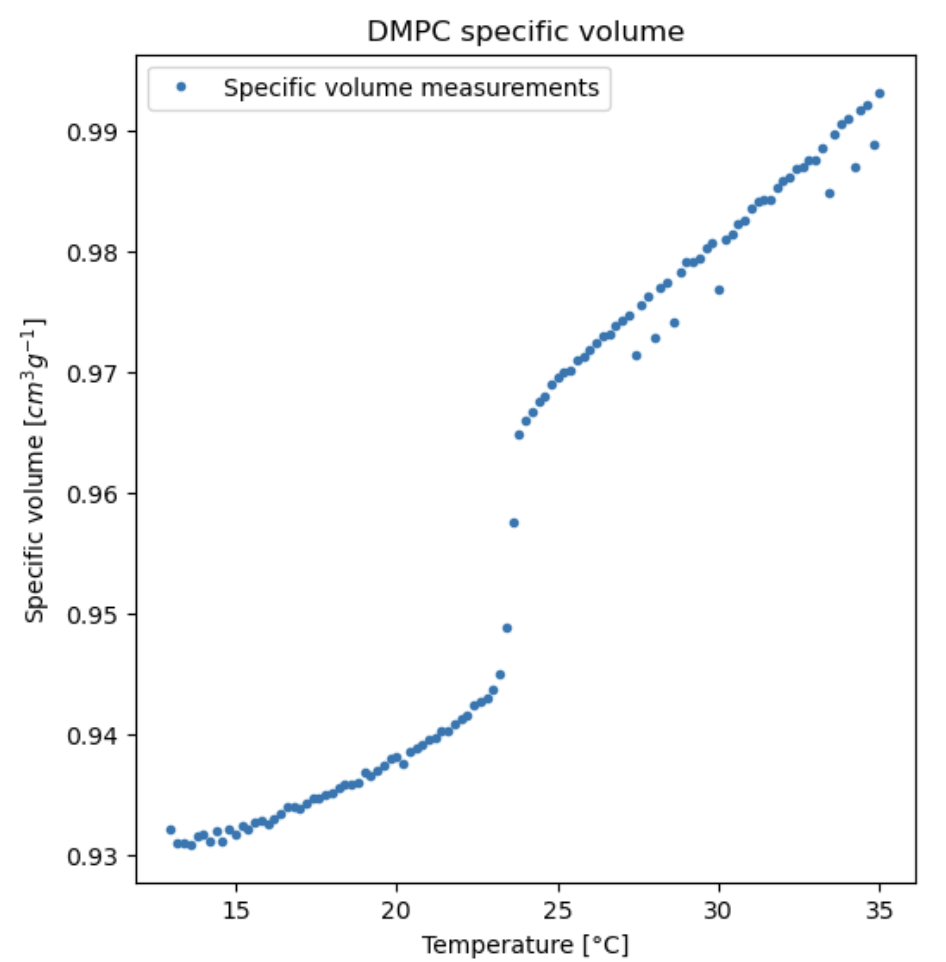 DMPC specific volume
Specific volume measurements
0.99
0.98
0.97
0.96
0.95
0.94
0.93
Specific volume [cm³g⁻¹]
15 20 25 30 35
Temperature [°C]